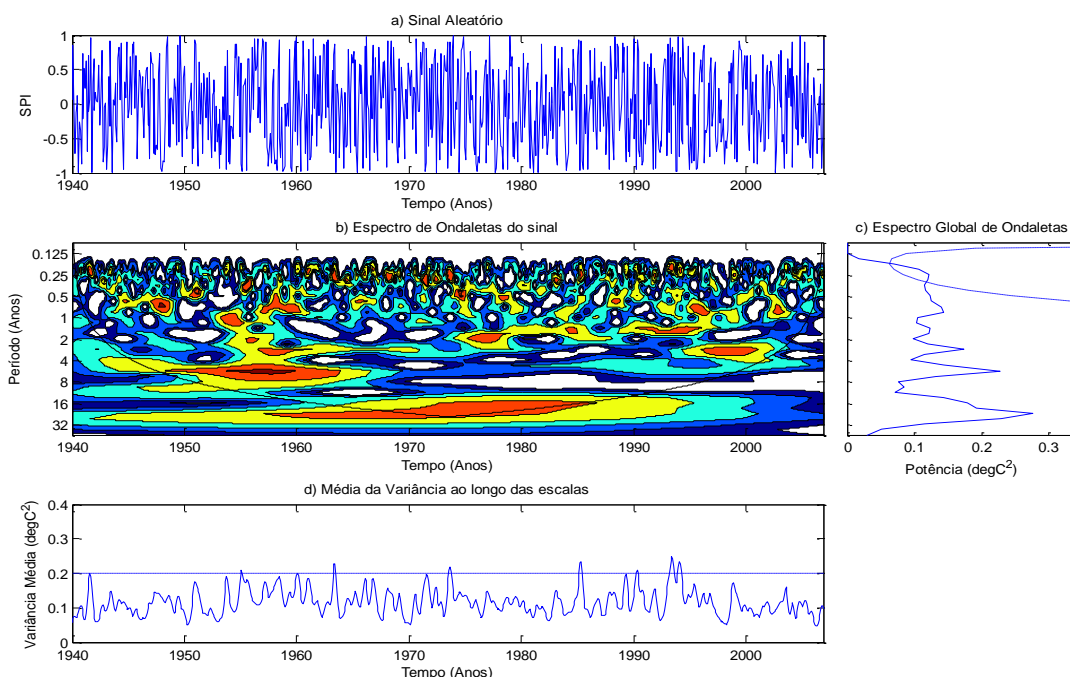 a) Sinal Aleatório
SPI
1
0.5
0
-0.5
-1
1940 1950 1960 1970 1980 1990 2000
Tempo (Anos)
b) Espectro de Ondaletas do sinal
Período (Anos)
0.125
0.25
0.5
1
2
4
8
16
32
1940 1950 1960 1970 1980 1990 2000
Tempo (Anos)
c) Espectro Global de Ondaletas
0 0.1 0.2 0.3
Potência (degC²)
d) Média da Variância ao longo das escalas
Variância Média (degC²)
0.4
0.3
0.2
0.1
0
1940 1950 1960 1970 1980 1990 2000
Tempo (Anos)